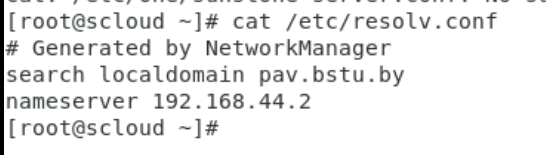 [root@scloud ~]# cat /etc/resolv.conf
# Generated by NetworkManager
search localdomain pav.bstu.by
nameserver 192.168.44.2
[root@scloud ~]#